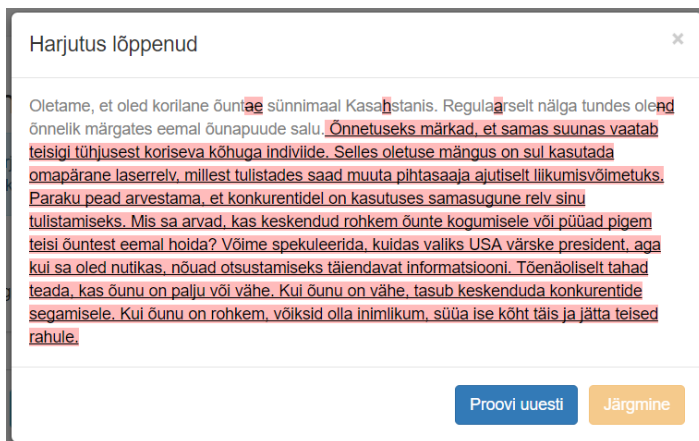 Harjutus lõppenud
×
Oletame, et oled korilane õuntae sünnimaal Kasahstanis. Regulaarselt nälga tundes olend
õnnelik märgates eemal õunapuude salu. Õnnetuseks märkad, et samas suunas vaatab
teisigi tühjusest koriseva kõhuga indiviide. Selles oletuse mängus on sul kasutada
omapärane laserrelv, millest tulistades saad muuta pihtasaaja ajutiselt liikumisvõimetuks.
Paraku pead arvestama, et konkurentidel on kasutuses samasugune relv sinu
tulistamiseks. Mis sa arvad, kas keskendud rohkem õunte kogumisele või püüad pigem
teisi õuntest eemal hoida? Võime spekuleerida, kuidas valiks USA värske president, aga
kui sa oled nutikas, nõuad otsustamiseks täiendavat informatsiooni. Tõenäoliselt tahad
teada, kas õunu on palju või vähe. Kui õunu on vähe, tasub keskenduda konkurentide
segamisele. Kui õunu on rohkem, võiksid olla inimlikum, süüa ise kõht täis ja jätta teised
rahule.
Proovi uuesti
Järgmine